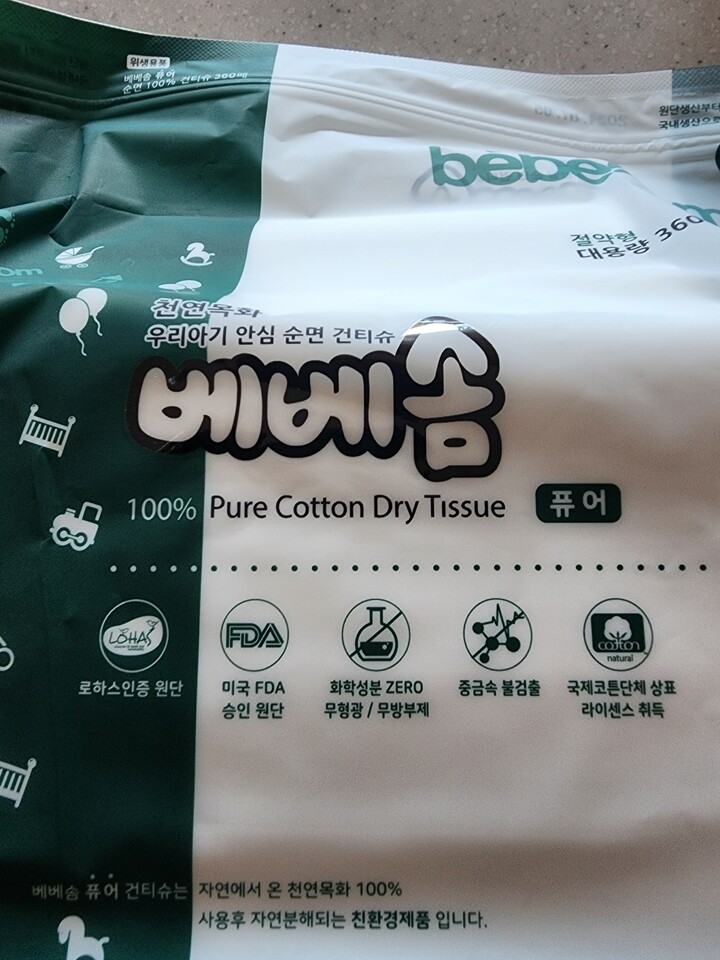 위생용품
베베솜 퓨어
순면 100% 건티슈 360매
원단생산부터
국내생산으로
bebe
절약형
대용량 360
천연목화
우리아기 안심 순면 건티슈
베베솜
100% Pure Cotton Dry Tissue
퓨어
LOHAS
로하스인증 원단
FDA
미국 FDA
승인 원단
화학성분 ZERO
무형광 / 무방부제
중금속 불검출
cotton
natural
국제코튼단체 상표
라이센스 취득
베베솜 퓨어 건티슈는 자연에서 온 천연목화 100%
사용후 자연분해되는 친환경제품 입니다.